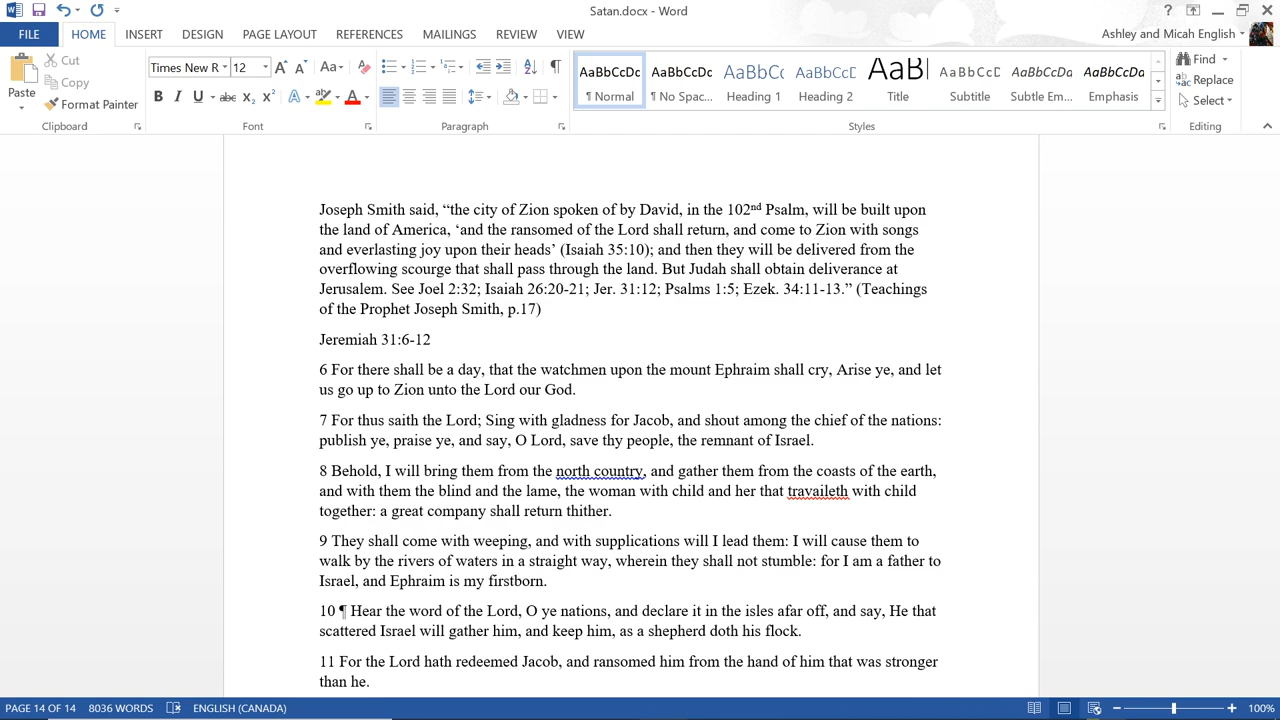 Satan.docx - Word
FILE HOME INSERT DESIGN PAGE LAYOUT REFERENCES MAILINGS REVIEW VIEW Ashley and Micah English
Paste Cut Copy Format Painter
Times New R 12
AaBbCcDc AaBbCcDc AaBbCc AaBbCcD AaBl AaBbCcD AaBbCcDc AaBbCcDc
¶ Normal ¶ No Spac... Heading 1 Heading 2 Title Subtitle Subtle Em... Emphasis
Find Replace Select
Clipboard Font Paragraph Styles Editing
Joseph Smith said, “the city of Zion spoken of by David, in the 102nd Psalm, will be built upon
the land of America, ‘and the ransomed of the Lord shall return, and come to Zion with songs
and everlasting joy upon their heads’ (Isaiah 35:10); and then they will be delivered from the
overflowing scourge that shall pass through the land. But Judah shall obtain deliverance at
Jerusalem. See Joel 2:32; Isaiah 26:20-21; Jer. 31:12; Psalms 1:5; Ezek. 34:11-13.” (Teachings
of the Prophet Joseph Smith, p.17)
Jeremiah 31:6-12
6 For there shall be a day, that the watchmen upon the mount Ephraim shall cry, Arise ye, and let
us go up to Zion unto the Lord our God.
7 For thus saith the Lord; Sing with gladness for Jacob, and shout among the chief of the nations:
publish ye, praise ye, and say, O Lord, save thy people, the remnant of Israel.
8 Behold, I will bring them from the north country, and gather them from the coasts of the earth,
and with them the blind and the lame, the woman with child and her that travaileth with child
together: a great company shall return thither.
9 They shall come with weeping, and with supplications will I lead them: I will cause them to
walk by the rivers of waters in a straight way, wherein they shall not stumble: for I am a father to
Israel, and Ephraim is my firstborn.
10 ¶ Hear the word of the Lord, O ye nations, and declare it in the isles afar off, and say, He that
scattered Israel will gather him, and keep him, as a shepherd doth his flock.
11 For the Lord hath redeemed Jacob, and ransomed him from the hand of him that was stronger
than he.
PAGE 14 OF 14 8036 WORDS ENGLISH (CANADA) 100%